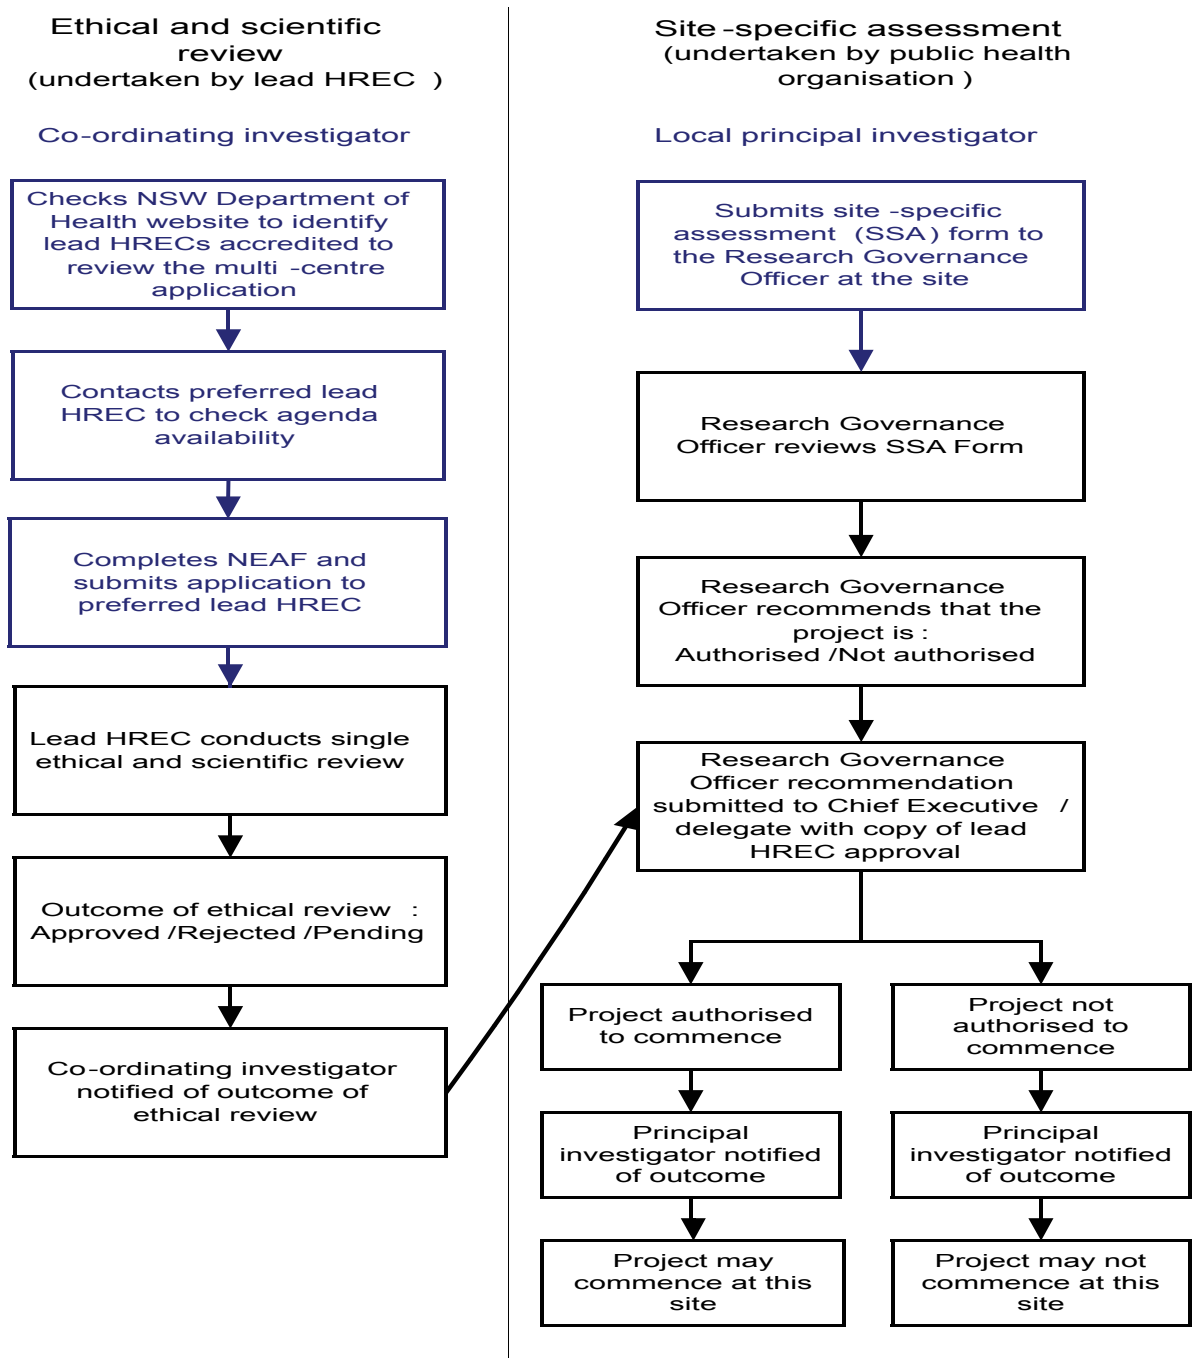 Ethical and scientific
review
(undertaken by lead HREC )
Co-ordinating investigator
Checks NSW Department of
Health website to identify
lead HRECs accredited to
review the multi -centre
application
Contacts preferred lead
HREC to check agenda
availability
Completes NEAF and
submits application to
preferred lead HREC
Lead HREC conducts single
ethical and scientific review
Outcome of ethical review :
Approved /Rejected /Pending
Co-ordinating investigator
notified of outcome of
ethical review
Site -specific assessment
(undertaken by public health
organisation )
Local principal investigator
Submits site -specific
assessment (SSA ) form to
the Research Governance
Officer at the site
Research Governance
Officer reviews SSA Form
Research Governance
Officer recommends that the
project is :
Authorised /Not authorised
Research Governance
Officer recommendation
submitted to Chief Executive /
delegate with copy of lead
HREC approval
Project authorised
to commence
Principal
investigator notified
of outcome
Project may
commence at this
site
Project not
authorised to
commence
Principal
investigator notified
of outcome
Project may not
commence at this
site